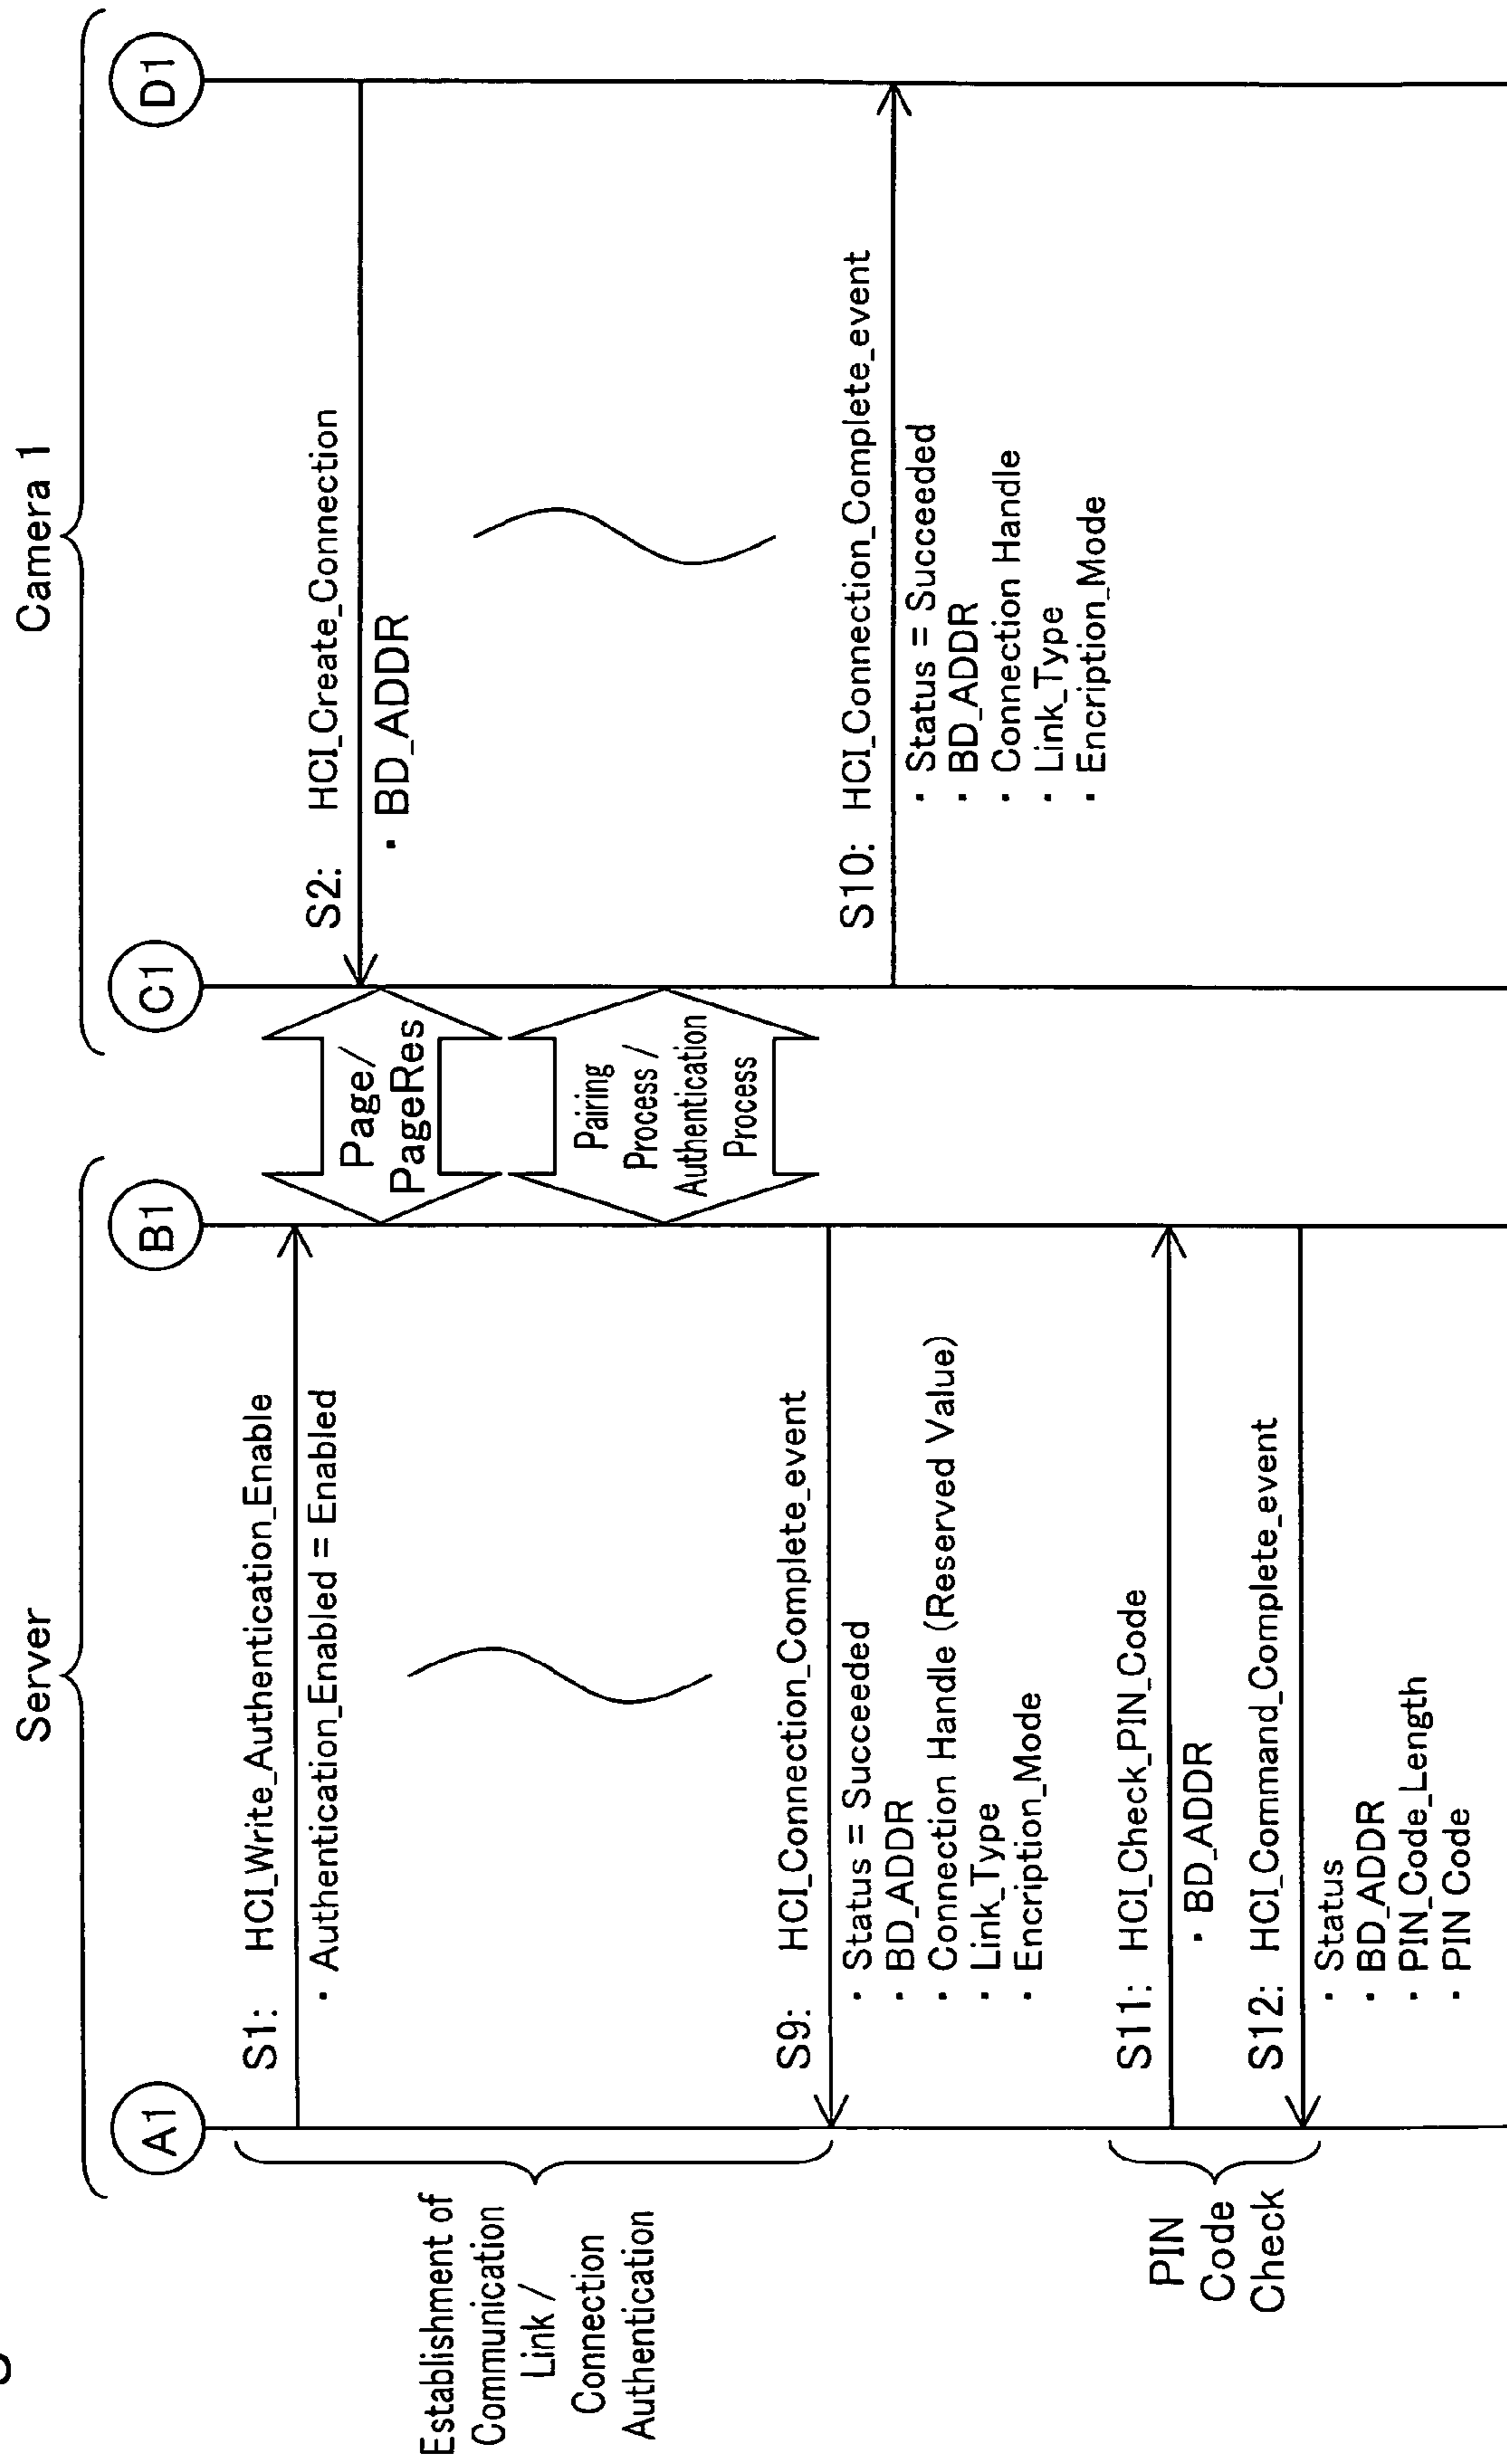 Server
Camera 1
A1
B1
C1
D1
Establishment of
Communication
Link /
Connection
Authentication
S1: HCI_Write_Authentication_Enable
· Authentication_Enabled = Enabled
Page/
PageRes
S2: HCI_Create_Connection
· BD_ADDR
Pairing
Process /
Authentication
Process
S9: HCI_Connection_Complete_event
· Status = Succeeded
· BD_ADDR
· Connection Handle (Reserved Value)
· Link_Type
· Encription_Mode
S10: HCI_Connection_Complete_event
· Status = Succeeded
· BD_ADDR
· Connection Handle
· Link_Type
· Encription_Mode
PIN
Code
Check
S11: HCI_Check_PIN_Code
· BD_ADDR
S12: HCI_Command_Complete_event
· Status
· BD_ADDR
· PIN_Code_Length
· PIN Code